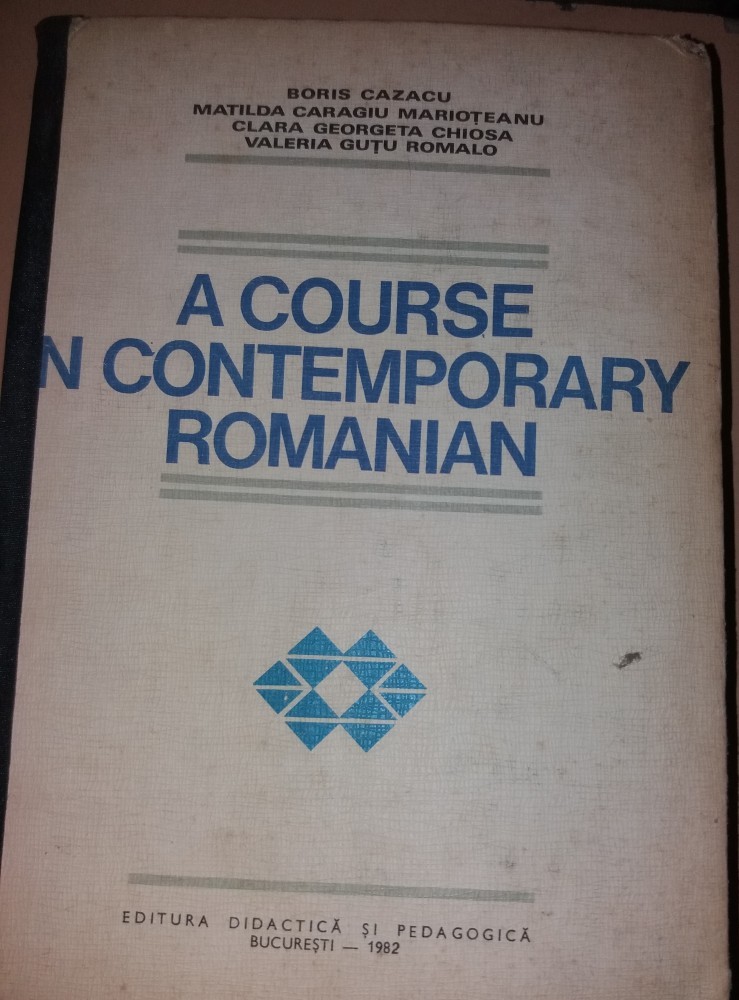 BORIS CAZACU
MATILDA CARAGIU MARIOȚEANU
CLARA GEORGETA CHIOSA
VALERIA GUȚU ROMALO
A COURSE
N CONTEMPORARY
ROMANIAN
EDITURA DIDACTICĂ ȘI PEDAGOGICĂ
BUCUREȘTI — 1982